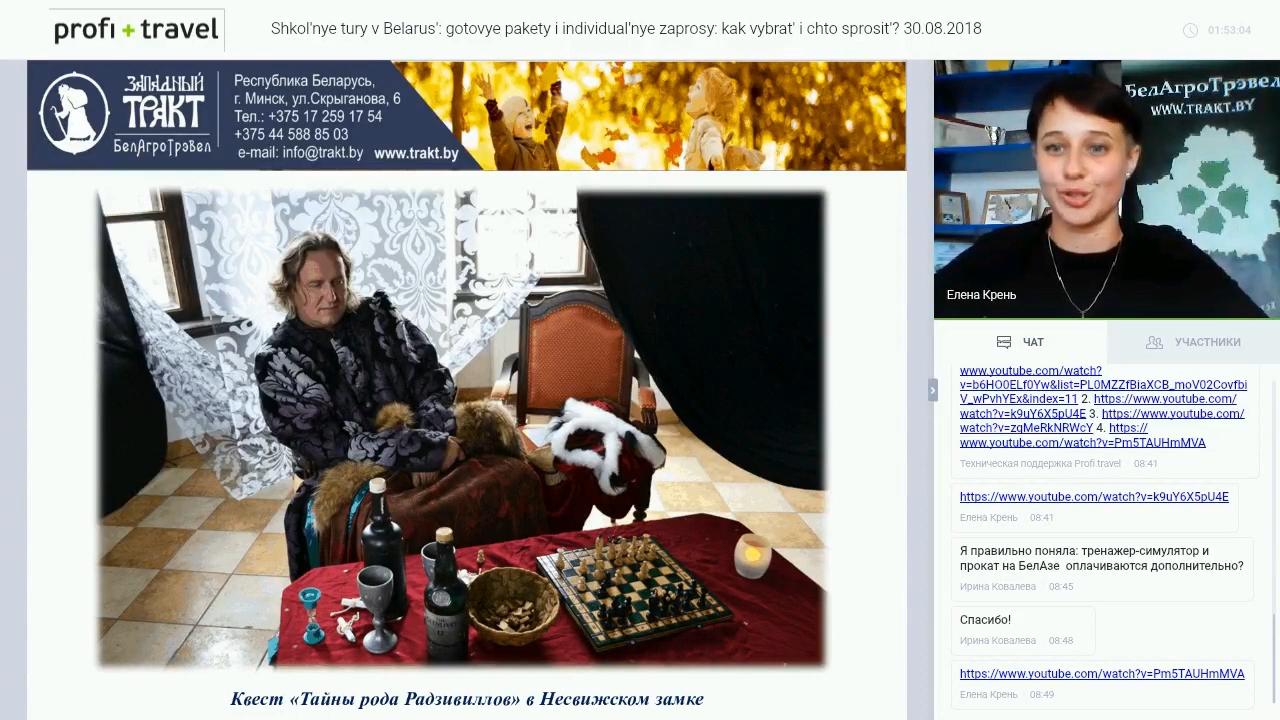 profi + travel
Shkol'nye tury v Belarus': gotovye pakety i individual'nye zaprosy: kak vybrat' i chto sprosit'? 30.08.2018
01:53:04
ЗАПАДНЫЙ
ТРАКТ
БелАгроТрэвел
Республика Беларусь,
г. Минск, ул.Скрыганова, 6
Тел.: +375 17 259 17 54
+375 44 588 85 03
e-mail: info@trakt.by www.trakt.by
Квест «Тайны рода Радзивиллов» в Несвижском замке
БелАгроТрэвел
WWW.TRAKT.BY
Елена Крень
ЧАТ
УЧАСТНИКИ
www.youtube.com/watch?
v=b6HO0ELf0Yw&list=PL0MZZfBiaXCB_moV02Covfbi
V_wPvhYEx&index=11 2. https://www.youtube.com/
watch?v=k9uY6X5pU4E 3. https://www.youtube.com/
watch?v=zqMeRkNRWcY 4. https://
www.youtube.com/watch?v=Pm5TAUHmMVA
Техническая поддержка Profi.travel 08:41
https://www.youtube.com/watch?v=k9uY6X5pU4E
Елена Крень 08:41
Я правильно поняла: тренажер-симулятор и
прокат на БелАзе оплачиваются дополнительно?
Ирина Ковалева 08:45
Спасибо!
Ирина Ковалева 08:48
https://www.youtube.com/watch?v=Pm5TAUHmMVA
Елена Крень 08:49